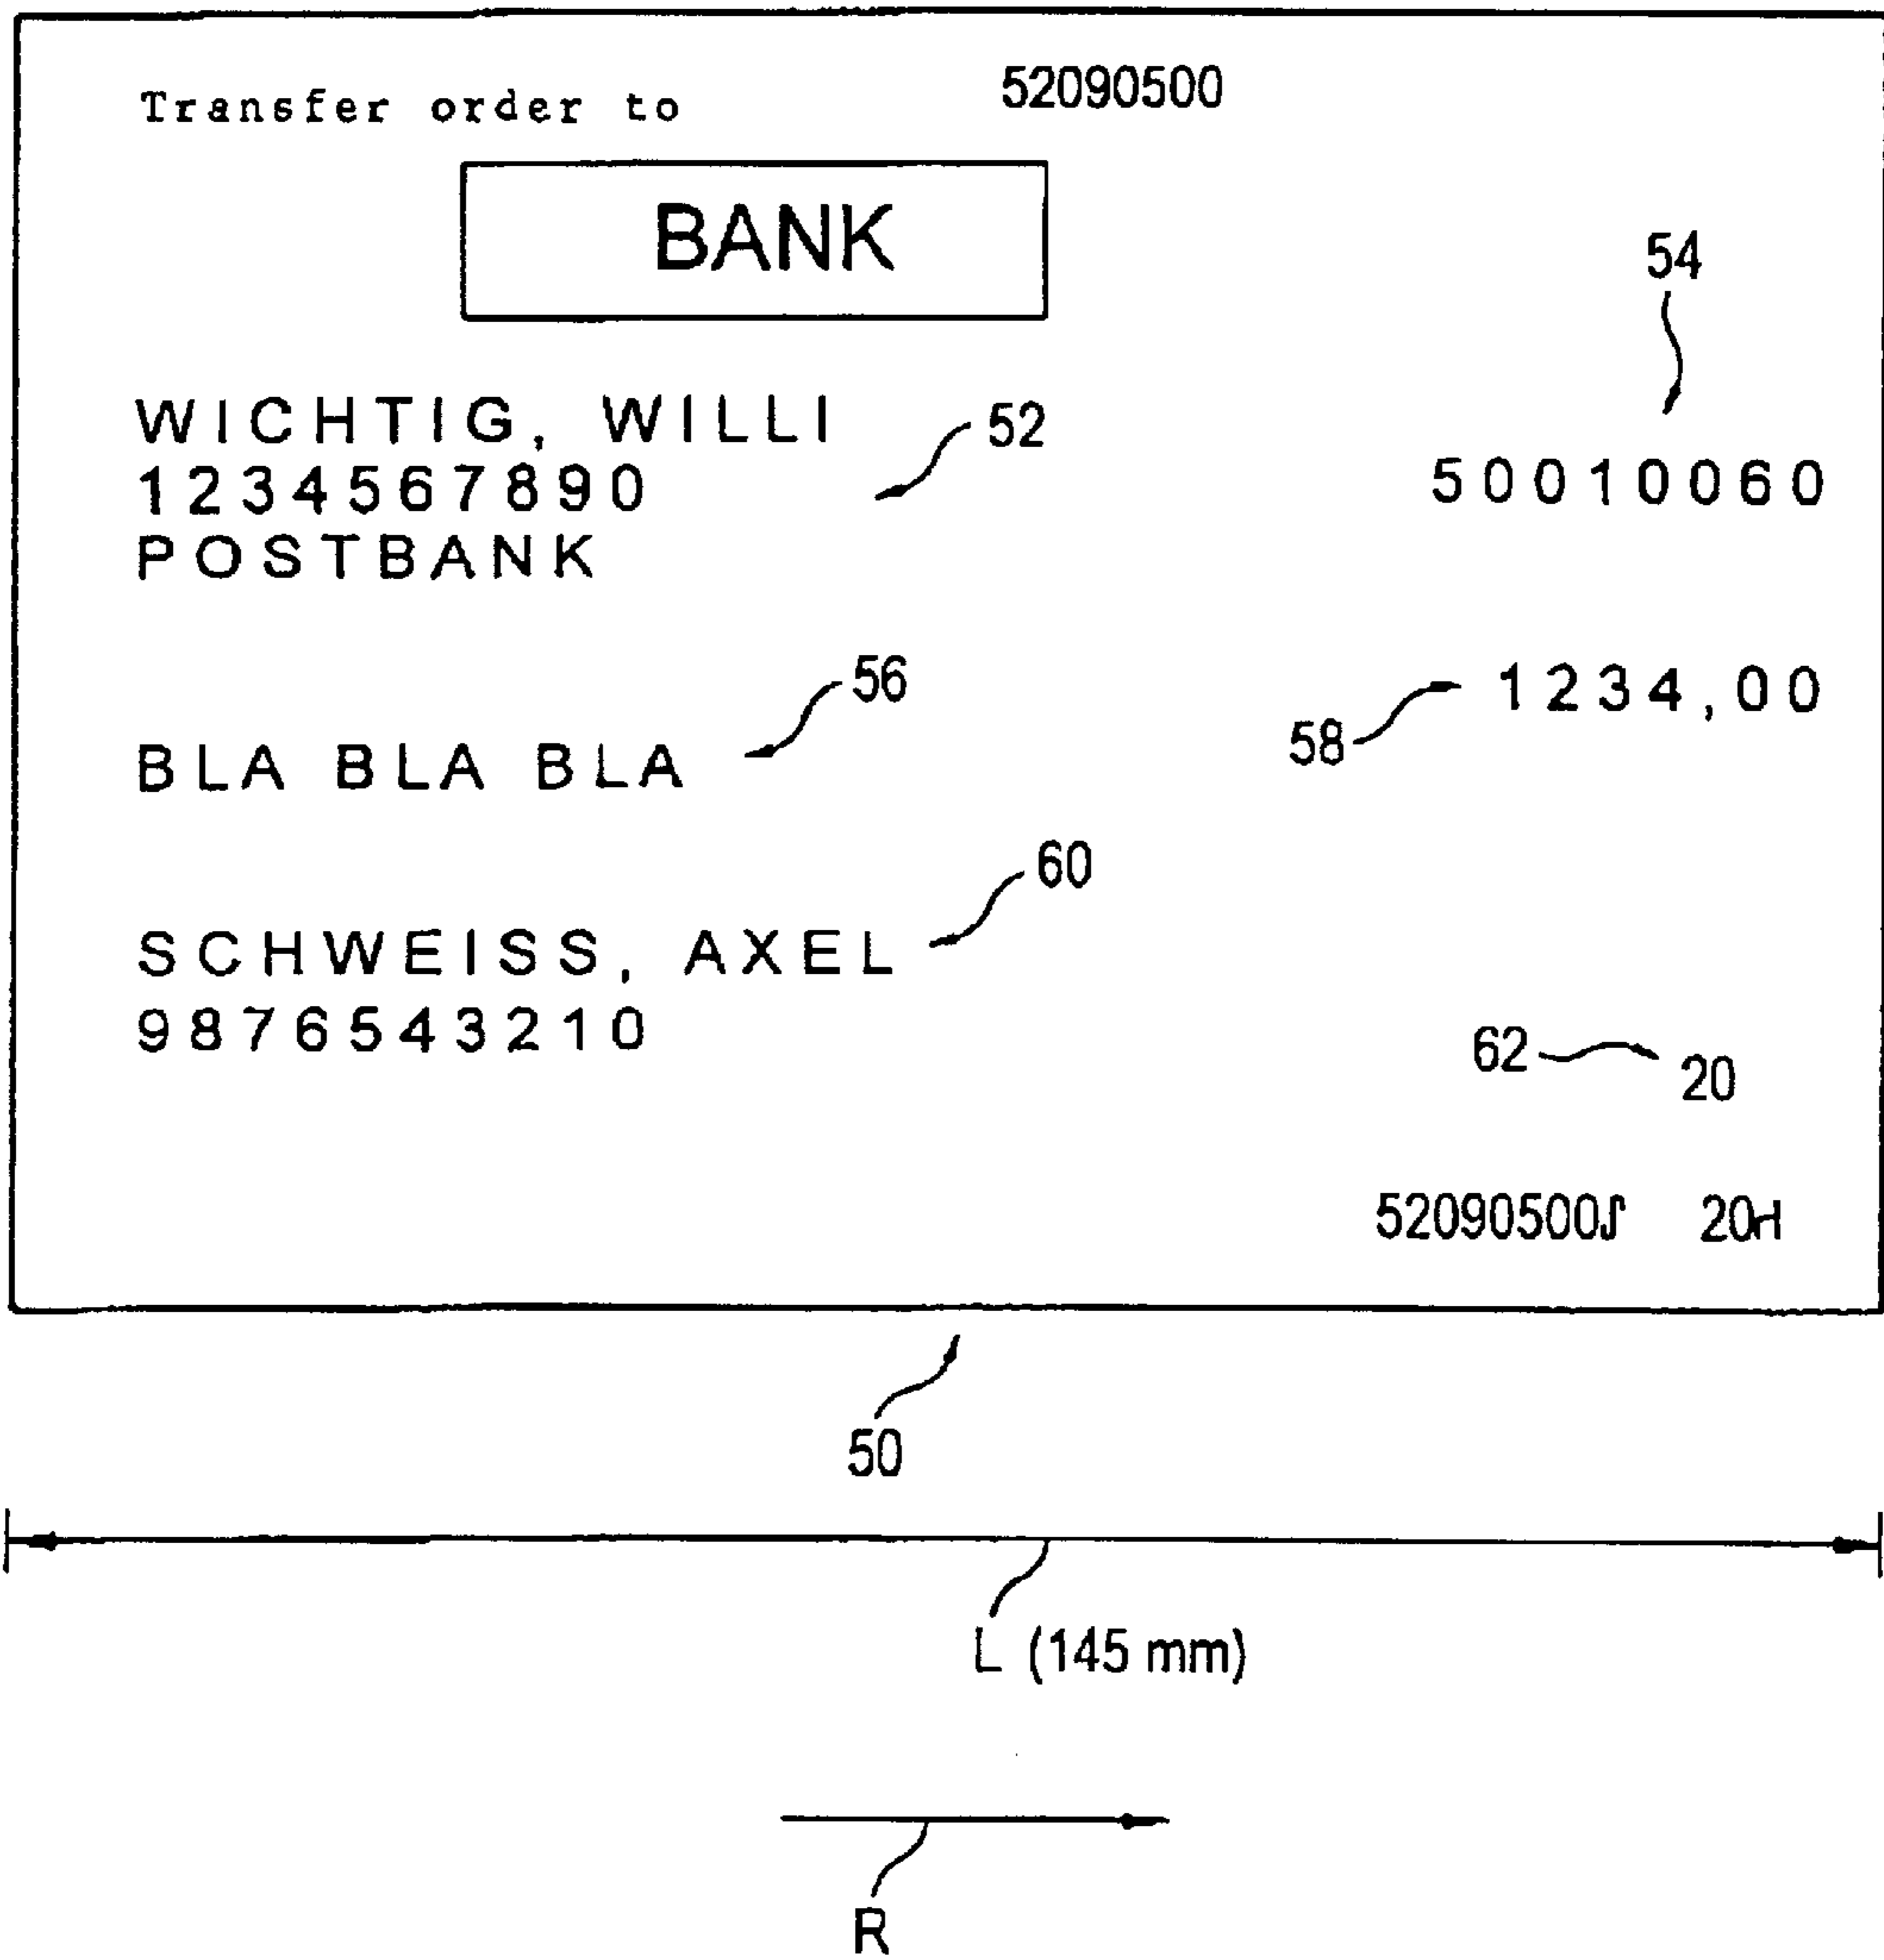 Transfer order to 52090500
BANK
54
WICHTIG, WILLI
52
1234567890 50010060
POSTBANK
56
1234,00
58
BLA BLA BLA
60
SCHWEISS, AXEL
9876543210
62 20
52090500⑀ 20⑁
50
L (145 mm)
R